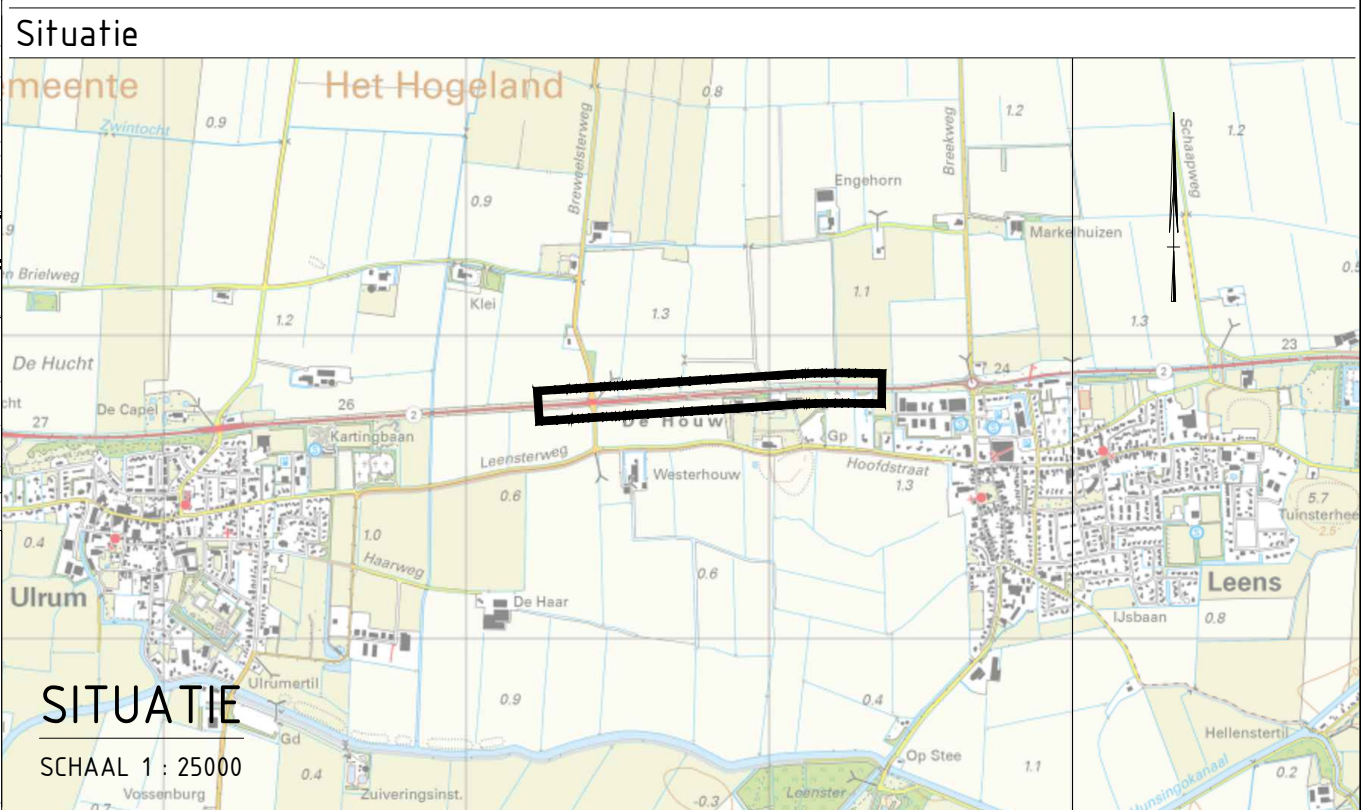 Situatie
emeente
Het Hogeland
Zwintocht
0.9
0.8
Breweelsterweg
Breekweg
1.2
Schaapweg
1.2
0.9
Engehorn
Markelhuizen
n Brielweg
Klei
1.2
1.3
1.1
1.3
De Hucht
De Capel
27
26
2
24
2
23
Kartingbaan
De Houw
Gp
Leensterweg
Westerhouw
Hoofdstraat
1.3
0.6
5.7
Tuinsterhee
2.5
0.4
1.0
Haarweg
0.6
Ulrum
De Haar
Leens
IJsbaan
0.8
Ulrumertil
SITUATIE
0.9
0.4
Gd
Hellenstertil
SCHAAL 1 : 25000
0.4
Op Stee
1.1
0.2
Vossenburg
Zuiveringsinst.
-0.3
Leenster
Hunsingokanaal